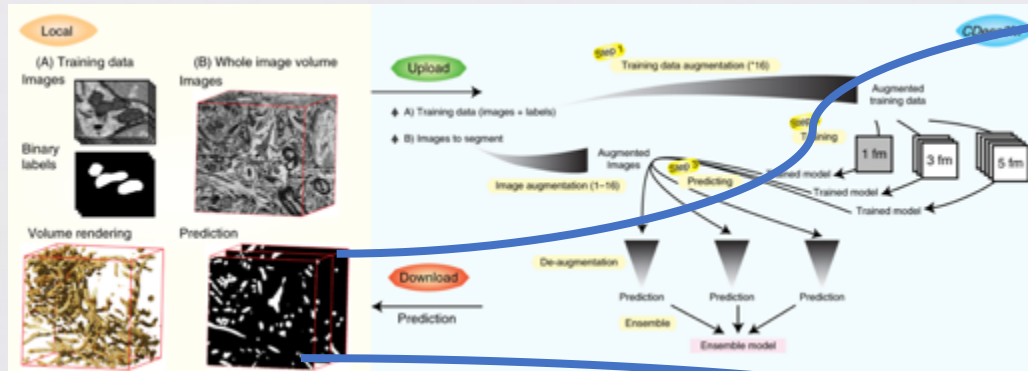 Local
(A) Training data
Images
Binary
labels
(B) Whole image volume
Images
Volume rendering
Prediction
Upload
A) Training data (images + labels)
B) Images to segment
Image augmentation (1–16)
Download
Prediction
Step 1
Training data augmentation (*16)
Augmented
training data
Augmented
Images
Step 3
Predicting
1 fm
3 fm
5 fm
Trained model
Trained model
De-augmentation
Prediction
Prediction
Prediction
Ensemble
Ensemble model